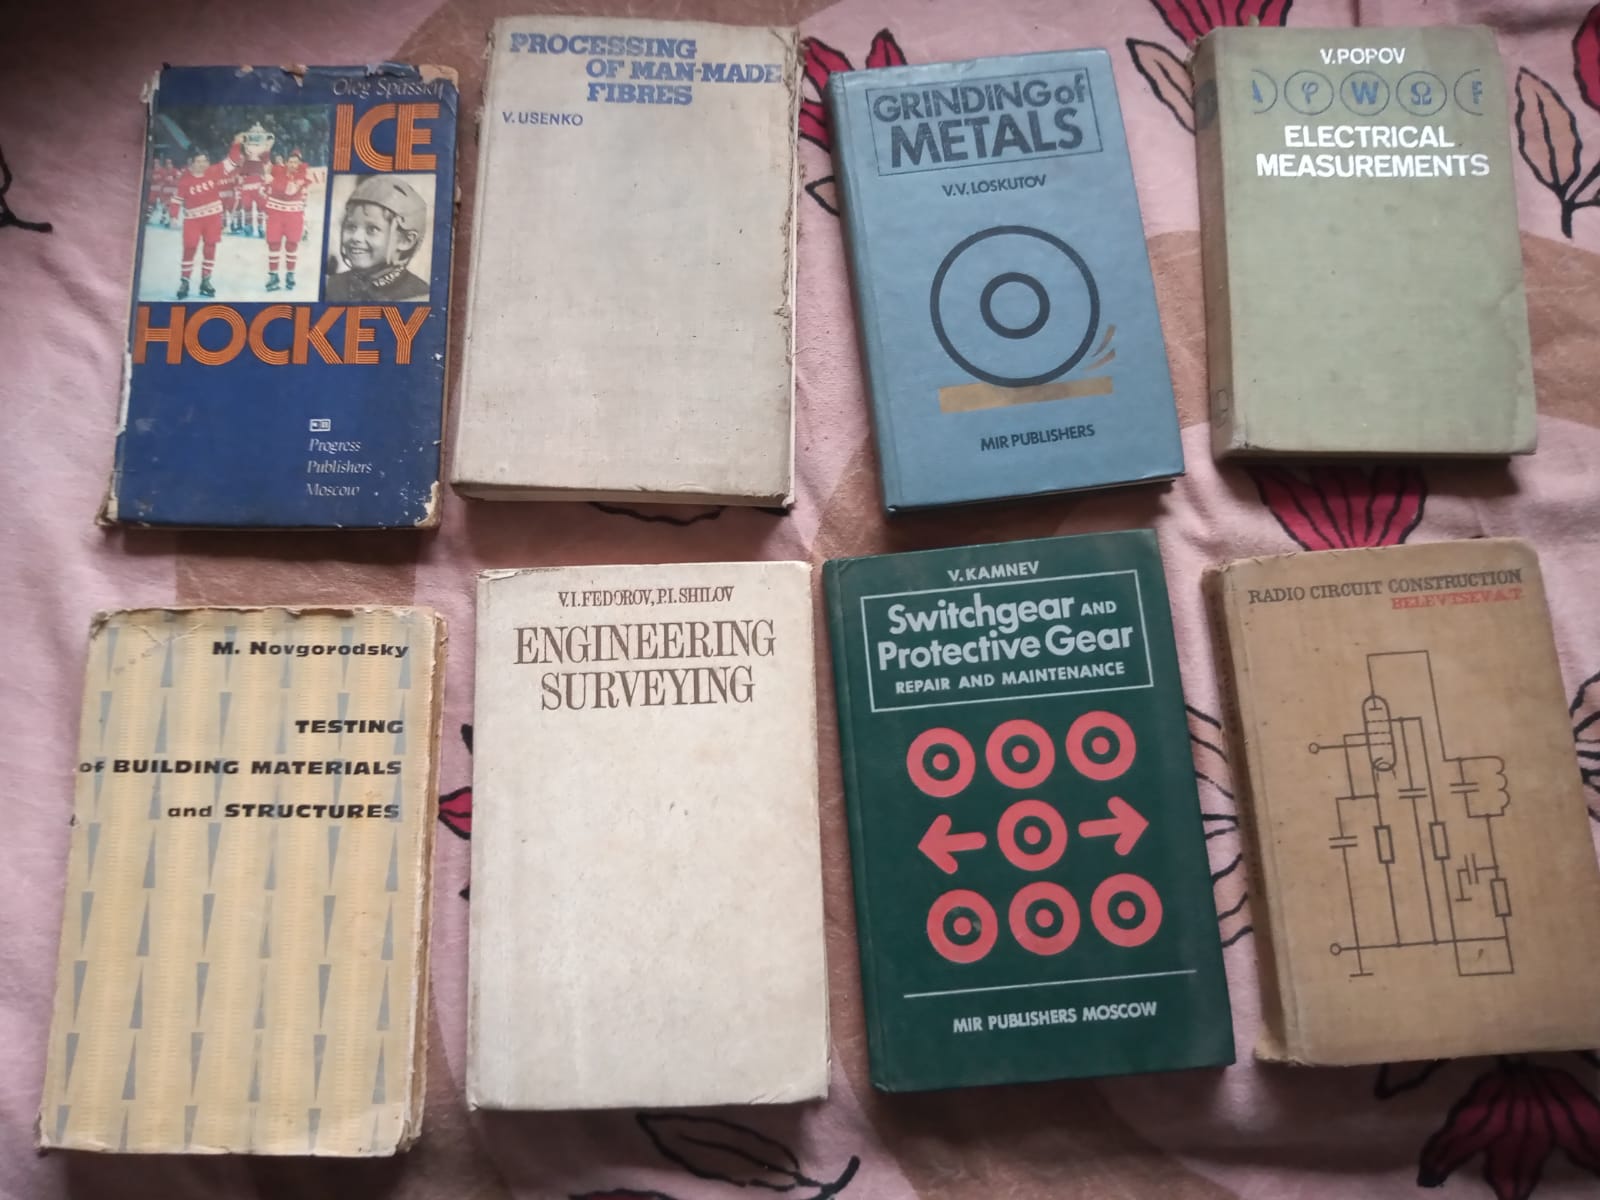 Oleg Spassky
ICE
CCCP
HOCKEY
Progress
Publishers
Moscow
PROCESSING
OF MAN-MADE
FIBRES
V. USENKO
GRINDING of
METALS
V.V. LOSKUTOV
MIR PUBLISHERS
V. POPOV
A φ W Ω F
ELECTRICAL
MEASUREMENTS
M. Novgorodsky
TESTING
of BUILDING MATERIALS
and STRUCTURES
V.I. FEDOROV, P.I. SHILOV
ENGINEERING
SURVEYING
V. KAMNEV
Switchgear AND
Protective Gear
REPAIR AND MAINTENANCE
MIR PUBLISHERS MOSCOW
RADIO CIRCUIT CONSTRUCTION
BELEVTSEV A.T.